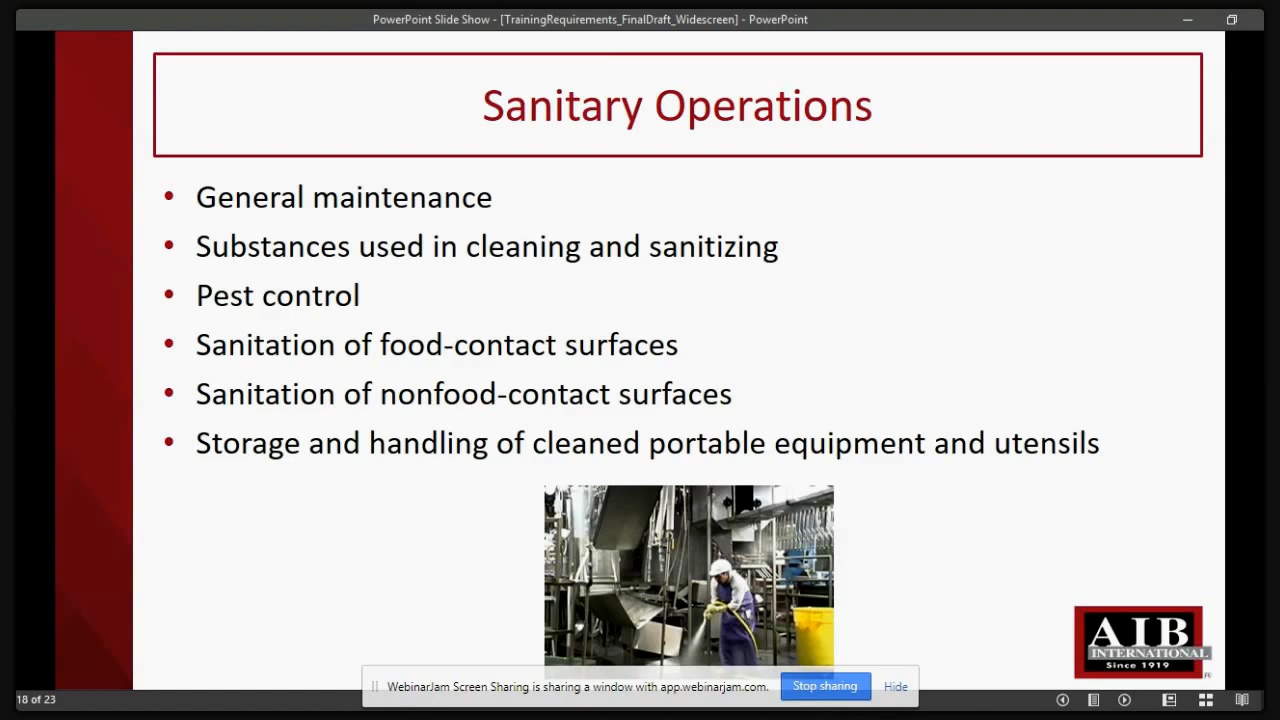 PowerPoint Slide Show - [TrainingRequirements_FinalDraft_Widescreen] - PowerPoint
Sanitary Operations
• General maintenance
• Substances used in cleaning and sanitizing
• Pest control
• Sanitation of food-contact surfaces
• Sanitation of nonfood-contact surfaces
• Storage and handling of cleaned portable equipment and utensils
AIB
INTERNATIONAL
Since 1919
WebinarJam Screen Sharing is sharing a window with app.webinarjam.com.
Stop sharing
Hide
18 of 23